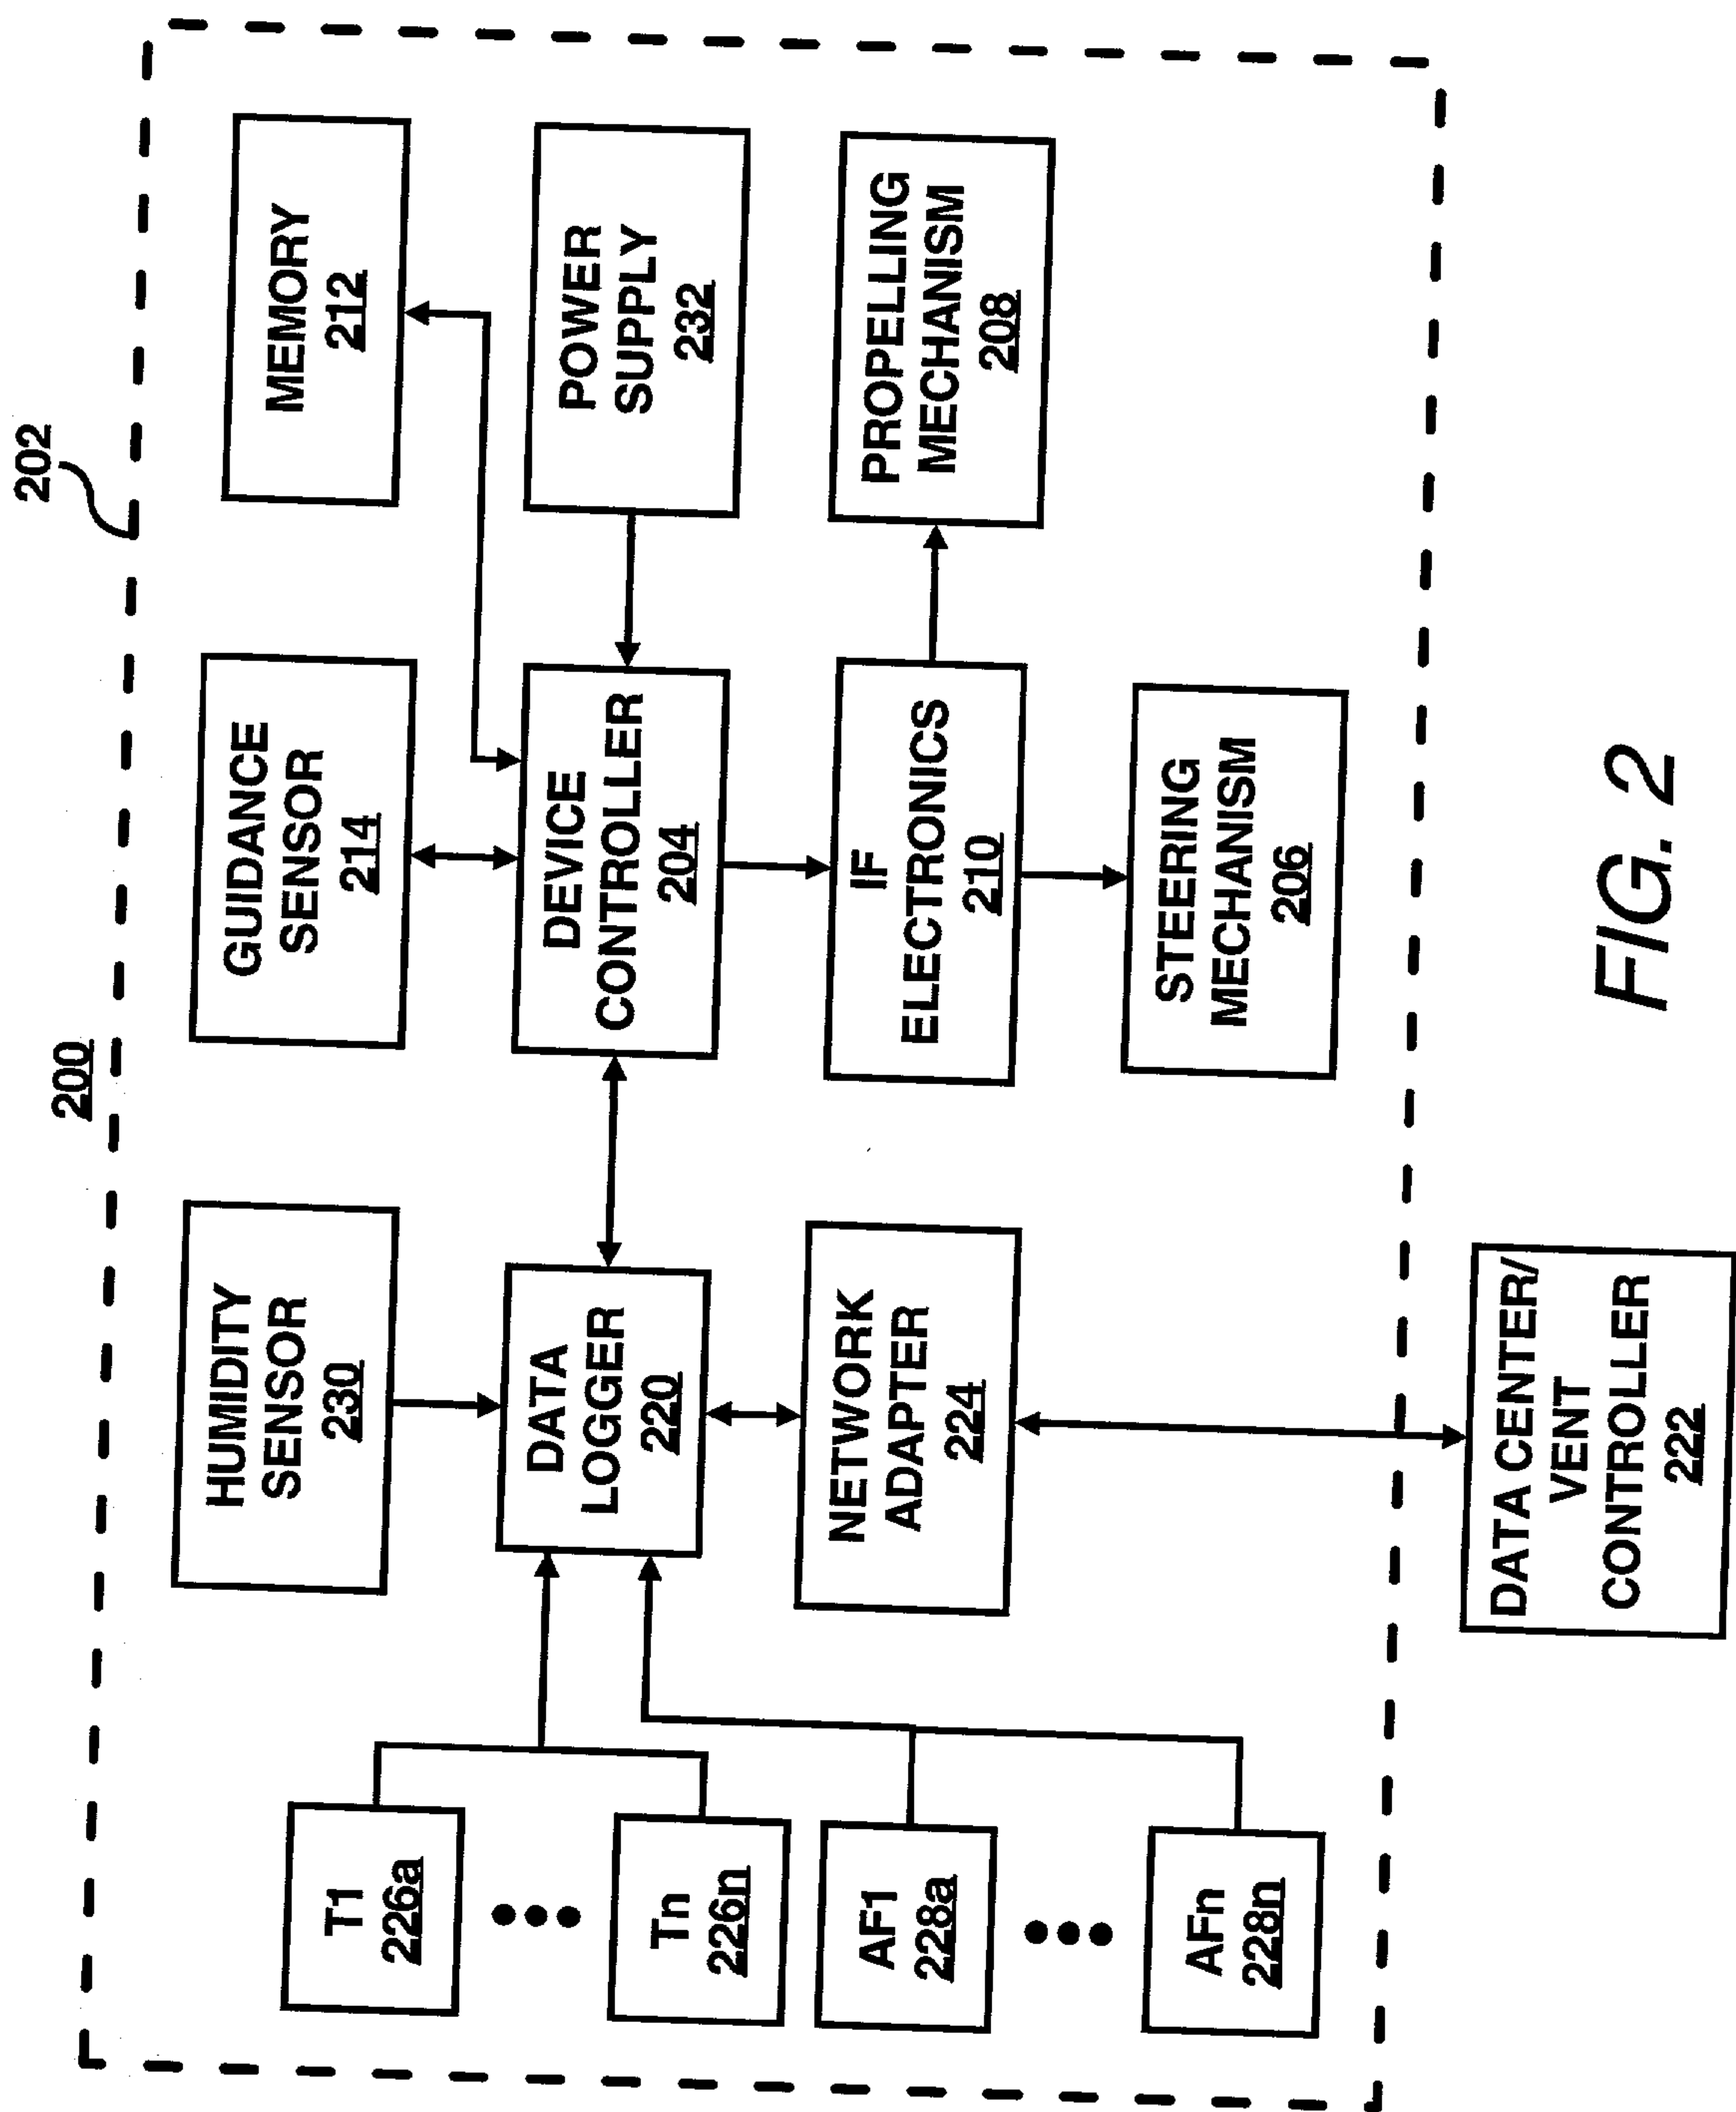 200
202
HUMIDITY
SENSOR
230
GUIDANCE
SENSOR
214
MEMORY
212
T1
226a
Tn
226n
DATA
LOGGER
220
DEVICE
CONTROLLER
204
POWER
SUPPLY
232
AF1
228a
AFn
228n
NETWORK
ADAPTER
224
IF
ELECTRONICS
210
PROPELLING
MECHANISM
208
STEERING
MECHANISM
206
DATA CENTER/
VENT
CONTROLLER
222
FIG. 2